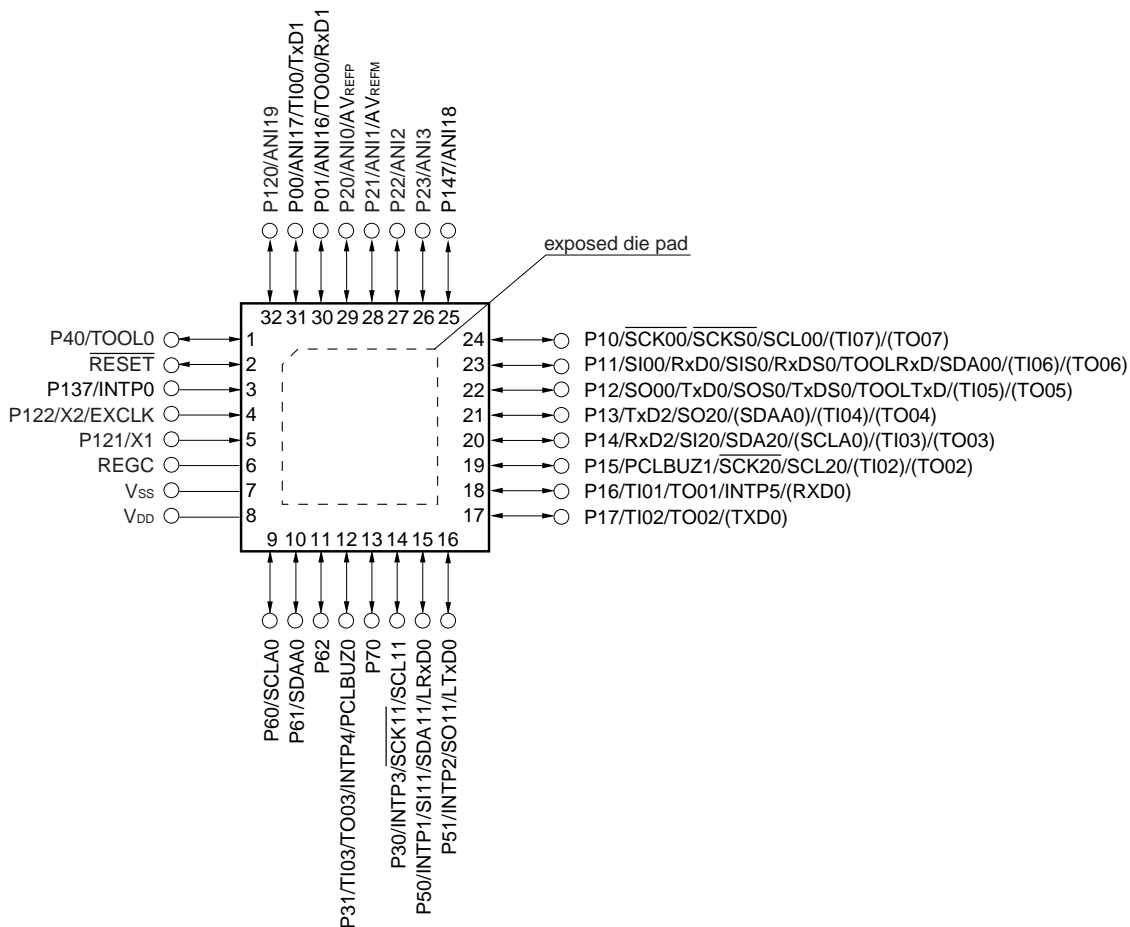 P120/ANI19
P00/ANI17/TI00/TxD1
P01/ANI16/TO00/RxD1
P20/ANI0/AVREFP
P21/ANI1/AVREFM
P22/ANI2
P23/ANI3
P147/ANI18
exposed die pad
32 31 30 29 28 27 26 25
P40/TOOL0 1
RESET 2
P137/INTP0 3
P122/X2/EXCLK 4
P121/X1 5
REGC 6
VSS 7
VDD 8
24 P10/SCK00/SCKS0/SCL00/(TI07)/(TO07)
23 P11/SI00/RxD0/SIS0/RxDS0/TOOLRxD/SDA00/(TI06)/(TO06)
22 P12/SO00/TxD0/SOS0/TxDS0/TOOLTxD/(TI05)/(TO05)
21 P13/TxD2/SO20/(SDAA0)/(TI04)/(TO04)
20 P14/RxD2/SI20/SDA20/(SCLA0)/(TI03)/(TO03)
19 P15/PCLBUZ1/SCK20/SCL20/(TI02)/(TO02)
18 P16/TI01/TO01/INTP5/(RXD0)
17 P17/TI02/TO02/(TXD0)
9 10 11 12 13 14 15 16
P60/SCLA0
P61/SDAA0
P62
P31/TI03/TO03/INTP4/PCLBUZ0
P70
P30/INTP3/SCK11/SCL11
P50/INTP1/SI11/SDA11/LRxD0
P51/INTP2/SO11/LTxD0